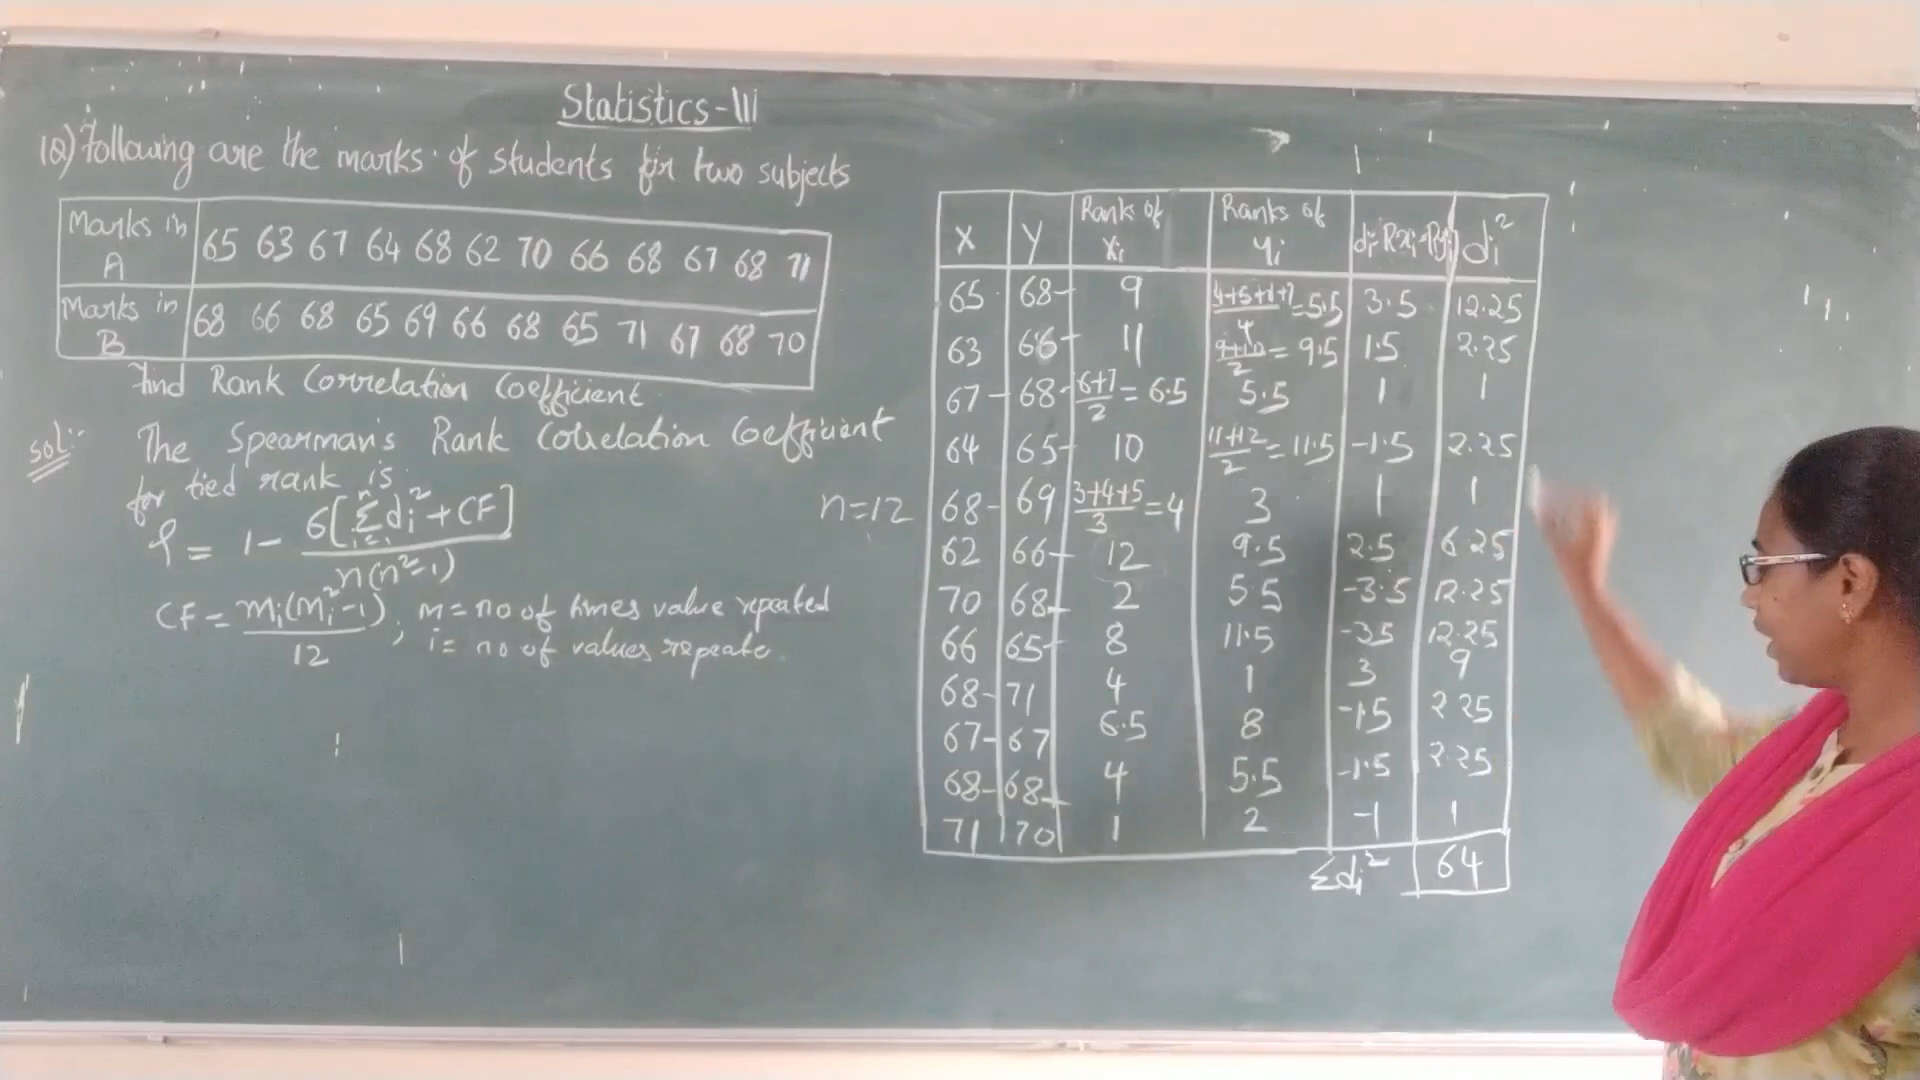 Statistics-III
1Q) Following are the marks of students for two subjects
Marks in A 65 63 67 64 68 62 70 66 68 67 68 71
Marks in B 68 66 68 65 69 66 68 65 71 67 68 70
Find Rank Correlation Coefficient
Sol:- The Spearman's Rank Correlation Coefficient
for tied rank is
ρ = 1 - 6[Σ_{i=1}^{n} di² + CF] / n(n²-1)
CF = mi(mi²-1) / 12 ; m = no of times value repeated
i = no of values repeate.
n=12
X Y Ranks of xi Ranks of yi di=Rxi-Ryi di²
65 68 9 4+5+6+7/4 = 5.5 3.5 12.25
63 66 11 9+10/2 = 9.5 1.5 2.25
67 68 6+7/2 = 6.5 5.5 1 1
64 65 10 11+12/2 = 11.5 -1.5 2.25
68 69 3+4+5/3 = 4 3 1 1
62 66 12 9.5 2.5 6.25
70 68 2 5.5 -3.5 12.25
66 65 8 11.5 -35 12.25
68 71 4 1 3 9
67 67 6.5 8 -1.5 2.25
68 68 4 5.5 -1.5 2.25
71 70 1 2 -1 1
Σdi² 64